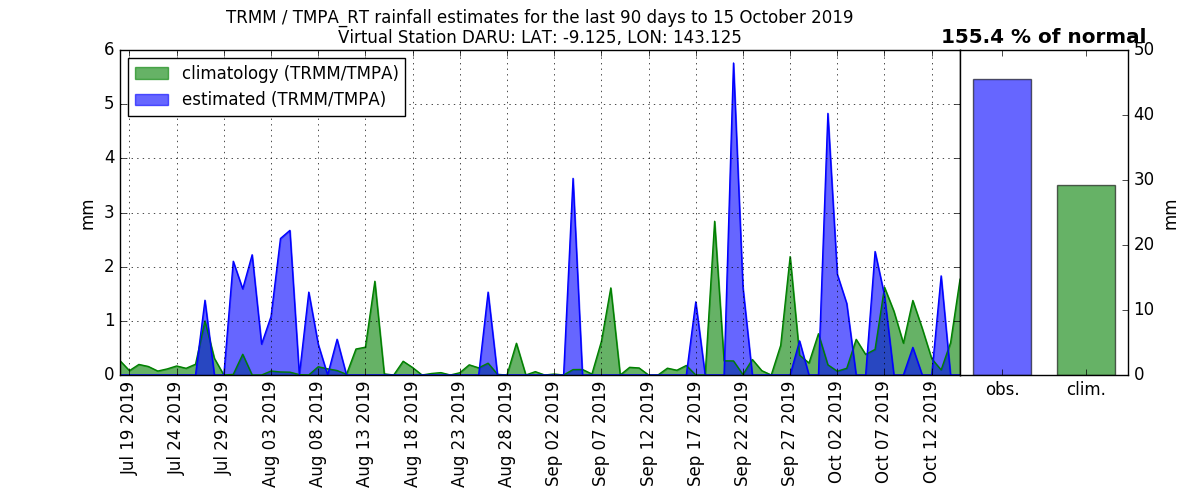 TRMM / TMPA_RT rainfall estimates for the last 90 days to 15 October 2019
Virtual Station DARU: LAT: -9.125, LON: 143.125
155.4 % of normal
climatology (TRMM/TMPA)
estimated (TRMM/TMPA)
6
5
4
3
2
1
0
mm
Jul 19 2019
Jul 24 2019
Jul 29 2019
Aug 03 2019
Aug 08 2019
Aug 13 2019
Aug 18 2019
Aug 23 2019
Aug 28 2019
Sep 02 2019
Sep 07 2019
Sep 12 2019
Sep 17 2019
Sep 22 2019
Sep 27 2019
Oct 02 2019
Oct 07 2019
Oct 12 2019
50
40
30
20
10
0
mm
obs.
clim.